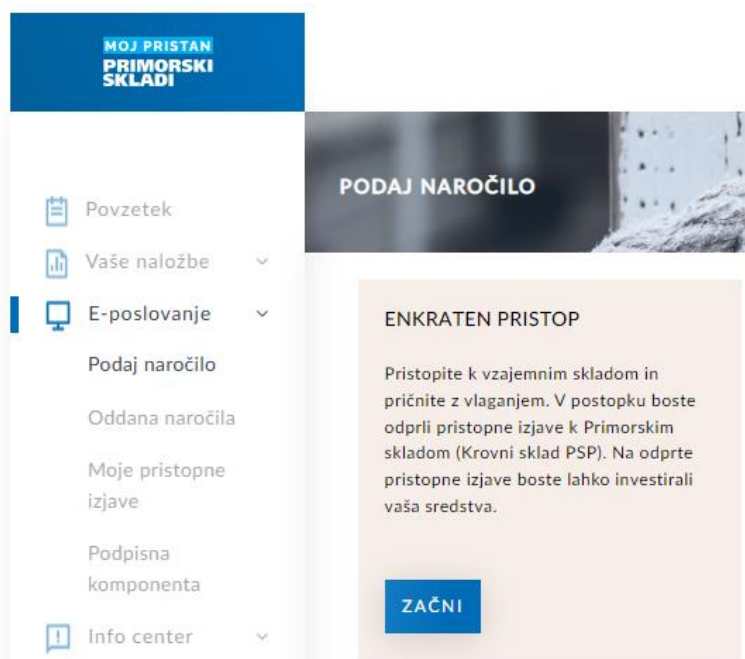 MOJ PRISTAN
PRIMORSKI
SKLADI
Povzetek
Vaše naložbe
E-poslovanje
Podaj naročilo
Oddana naročila
Moje pristopne
izjave
Podpisna
komponenta
Info center
PODAJ NAROČILO
ENKRATEN PRISTOP
Pristopite k vzajemnim skladom in
pričnite z vlaganjem. V postopku boste
odprli pristopne izjave k Primorskim
skladom (Krovni sklad PSP). Na odprte
pristopne izjave boste lahko investirali
vaša sredstva.
ZAČNI